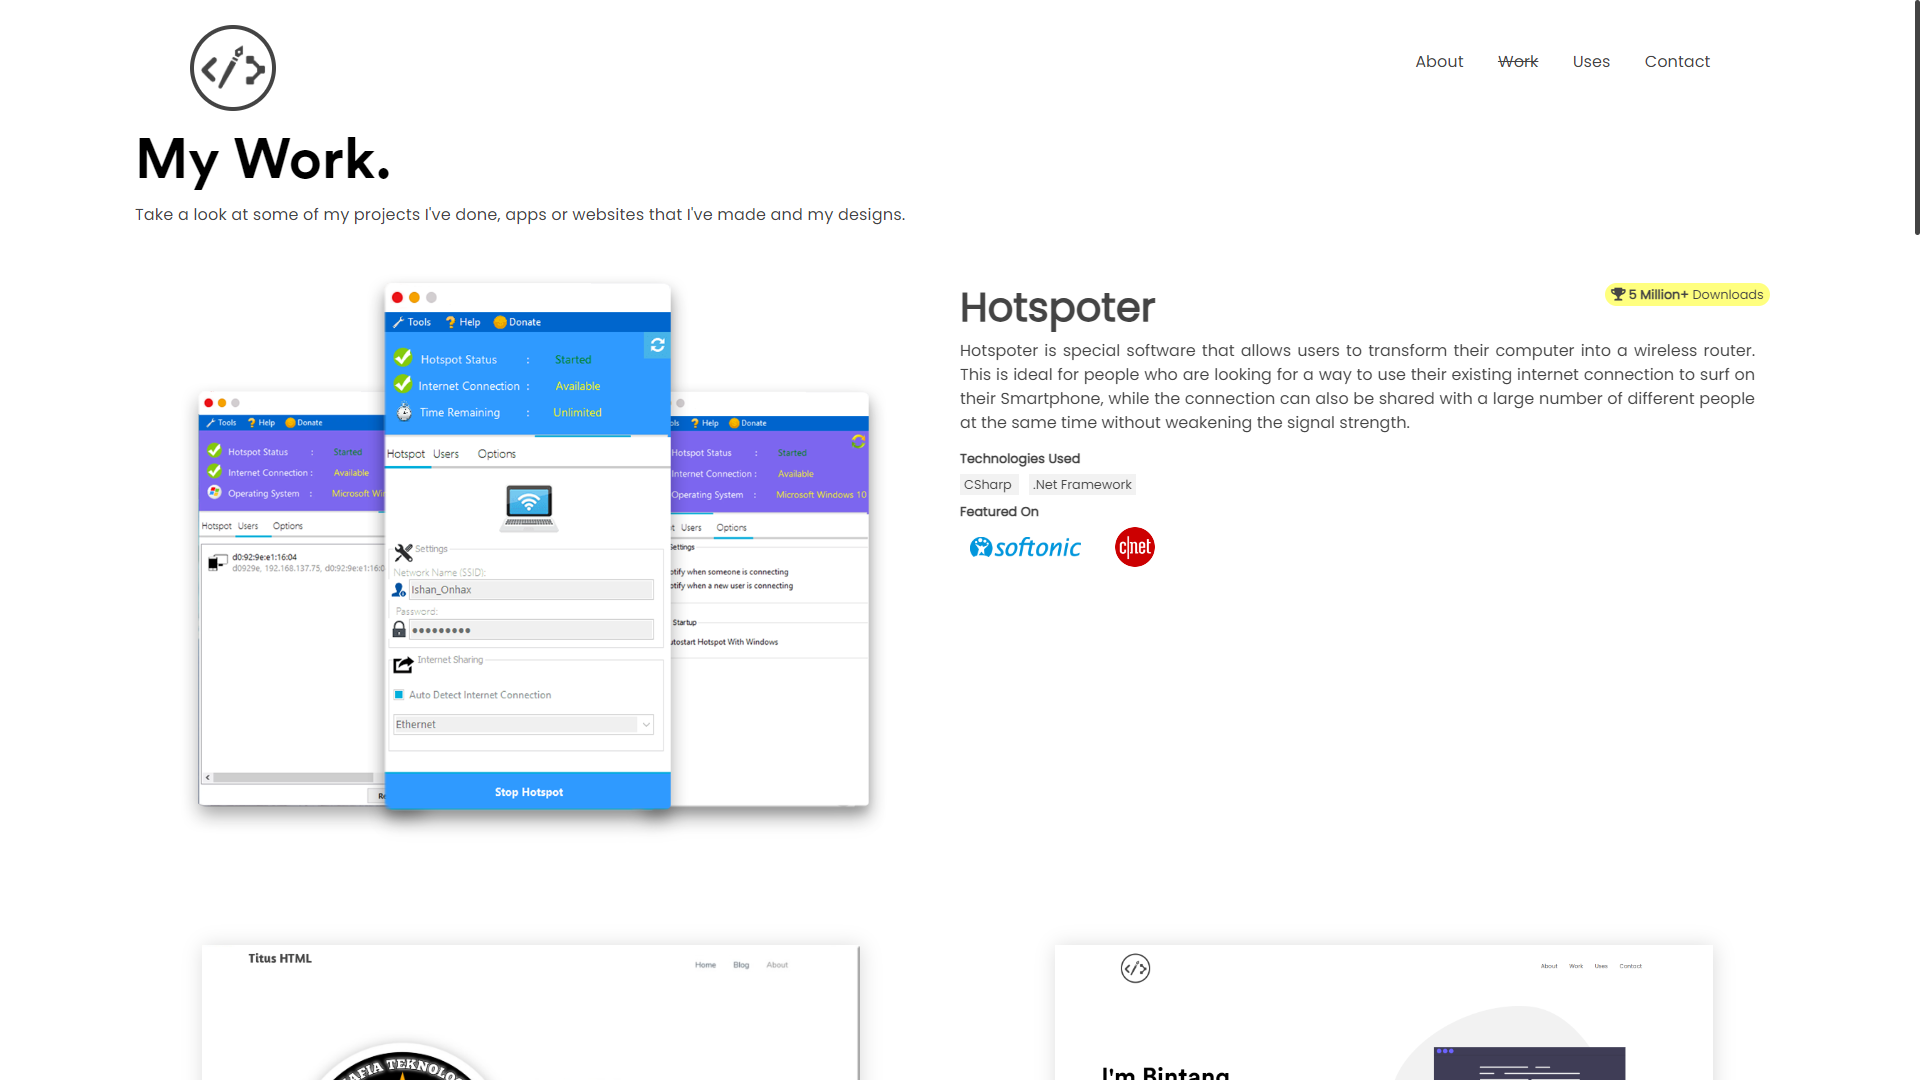 About Work Uses Contact
My Work.
Take a look at some of my projects I've done, apps or websites that I've made and my designs.
Tools Help Donate
Hotspot Status : Started
Internet Connection : Available
Time Remaining : Unlimited
Hotspot Users Options
Settings
Network Name (SSID):
Ishan_Onhax
Password:
Internet Sharing
Auto Detect Internet Connection
Ethernet
Stop Hotspot
Tools Help Donate
Hotspot Status : Started
Internet Connection : Available
Operating System : Microsoft Wi
Hotspot Users Options
d0:92:9e:e1:16:04
d0929e, 192.168.137.75, d0:92:9e:e1:16:0
Re
ols Help Donate
Hotspot Status : Started
Internet Connection : Available
Operating System : Microsoft Windows 10
t Users Options
Settings
otify when someone is connecting
otify when a new user is connecting
Startup
utostart Hotspot With Windows
Hotspoter
5 Million+ Downloads
Hotspoter is special software that allows users to transform their computer into a wireless router.
This is ideal for people who are looking for a way to use their existing internet connection to surf on
their Smartphone, while the connection can also be shared with a large number of different people
at the same time without weakening the signal strength.
Technologies Used
CSharp .Net Framework
Featured On
softonic c|net
Titus HTML
Home Blog About
AFIA TEKNOLO
About Work Uses Contact
I'm Bintang